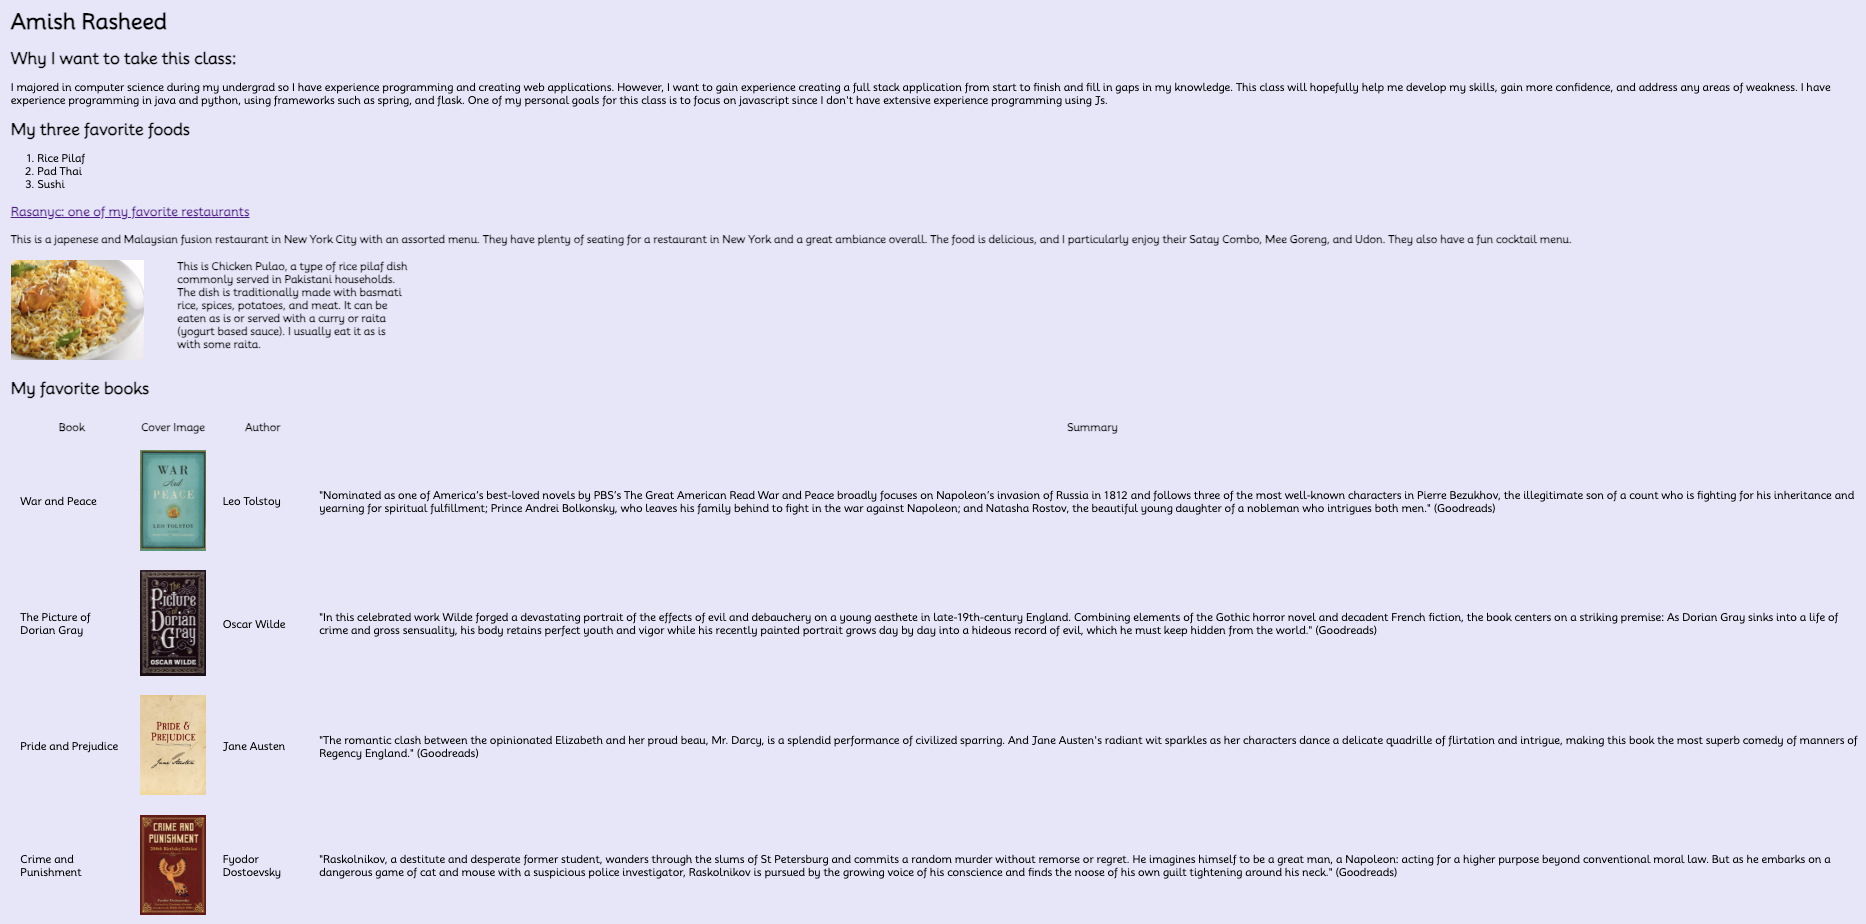 Amish Rasheed
Why I want to take this class:
I majored in computer science during my undergrad so I have experience programming and creating web applications. However, I want to gain experience creating a full stack application from start to finish and fill in gaps in my knowledge. This class will hopefully help me develop my skills, gain more confidence, and address any areas of weakness. I have
experience programming in java and python, using frameworks such as spring, and flask. One of my personal goals for this class is to focus on javascript since I don't have extensive experience programming using Js.
My three favorite foods
1. Rice Pilaf
2. Pad Thai
3. Sushi
Rasanyc: one of my favorite restaurants
This is a japenese and Malaysian fusion restaurant in New York City with an assorted menu. They have plenty of seating for a restaurant in New York and a great ambiance overall. The food is delicious, and I particularly enjoy their Satay Combo, Mee Goreng, and Udon. They also have a fun cocktail menu.
This is Chicken Pulao, a type of rice pilaf dish
commonly served in Pakistani households.
The dish is traditionally made with basmati
rice, spices, potatoes, and meat. It can be
eaten as is or served with a curry or raita
(yogurt based sauce). I usually eat it as is
with some raita.
My favorite books
Book Cover Image Author Summary
War and Peace
WAR
And
PEACE
LEO TOLSTOY
Leo Tolstoy
"Nominated as one of America's best-loved novels by PBS's The Great American Read War and Peace broadly focuses on Napoleon's invasion of Russia in 1812 and follows three of the most well-known characters in Pierre Bezukhov, the illegitimate son of a count who is fighting for his inheritance and
yearning for spiritual fulfillment; Prince Andrei Bolkonsky, who leaves his family behind to fight in the war against Napoleon; and Natasha Rostov, the beautiful young daughter of a nobleman who intrigues both men." (Goodreads)
The Picture of
Dorian Gray
The
Picture
of
Dorian
Gray
OSCAR WILDE
Oscar Wilde
"In this celebrated work Wilde forged a devastating portrait of the effects of evil and debauchery on a young aesthete in late-19th-century England. Combining elements of the Gothic horror novel and decadent French fiction, the book centers on a striking premise: As Dorian Gray sinks into a life of
crime and gross sensuality, his body retains perfect youth and vigor while his recently painted portrait grows day by day into a hideous record of evil, which he must keep hidden from the world." (Goodreads)
Pride and Prejudice
PRIDE &
PREJUDICE
Jane Austen
Jane Austen
"The romantic clash between the opinionated Elizabeth and her proud beau, Mr. Darcy, is a splendid performance of civilized sparring. And Jane Austen's radiant wit sparkles as her characters dance a delicate quadrille of flirtation and intrigue, making this book the most superb comedy of manners of
Regency England." (Goodreads)
Crime and
Punishment
CRIME AND
PUNISHMENT
200th Birthday Edition
Fyodor
Dostoevsky
"Raskolnikov, a destitute and desperate former student, wanders through the slums of St Petersburg and commits a random murder without remorse or regret. He imagines himself to be a great man, a Napoleon: acting for a higher purpose beyond conventional moral law. But as he embarks on a
dangerous game of cat and mouse with a suspicious police investigator, Raskolnikov is pursued by the growing voice of his conscience and finds the noose of his own guilt tightening around his neck." (Goodreads)